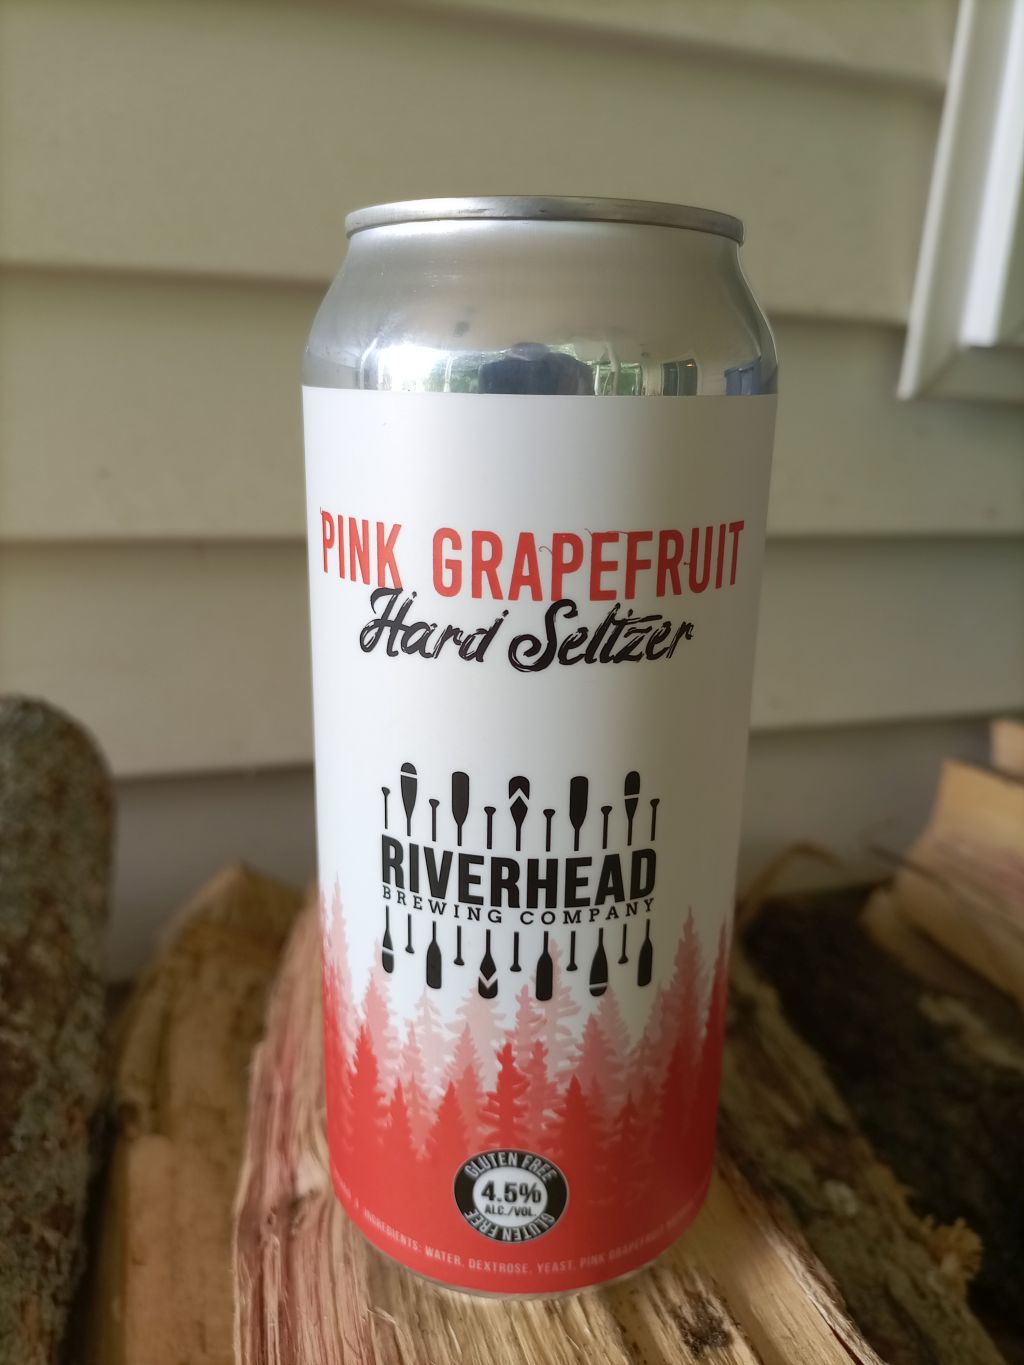 PINK GRAPEFRUIT
Hard Seltzer
RIVERHEAD
BREWING COMPANY
GLUTEN FREE
4.5%
ALC./VOL.
GLUTEN FREE
INGREDIENTS: WATER, DEXTROSE, YEAST, PINK GRAPEFRUIT